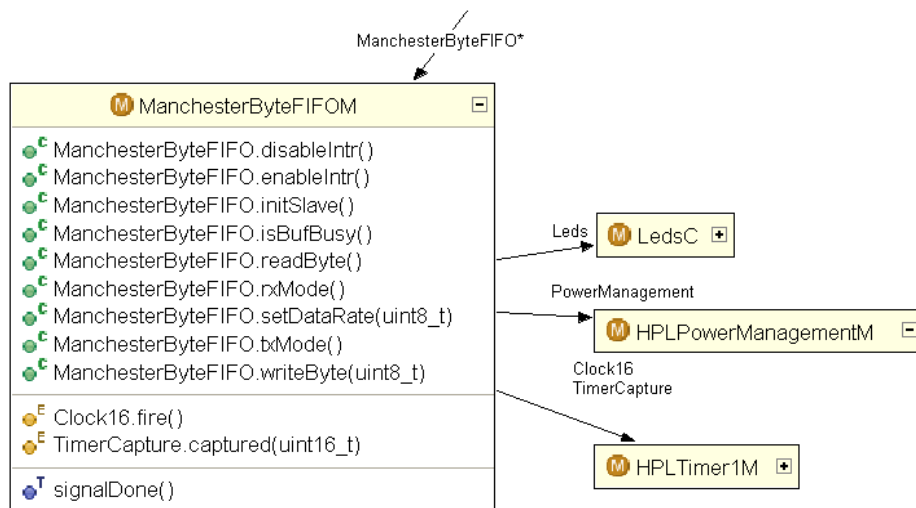 ManchesterByteFIFO*
M ManchesterByteFIFOM
C ManchesterByteFIFO.disableIntr()
C ManchesterByteFIFO.enableIntr()
C ManchesterByteFIFO.initSlave()
C ManchesterByteFIFO.isBufBusy()
C ManchesterByteFIFO.readByte()
C ManchesterByteFIFO.rxMode()
C ManchesterByteFIFO.setDataRate(uint8_t)
C ManchesterByteFIFO.txMode()
C ManchesterByteFIFO.writeByte(uint8_t)
E Clock16.fire()
E TimerCapture.captured(uint16_t)
T signalDone()
Leds
M LedsC
PowerManagement
M HPLPowerManagementM
Clock16
TimerCapture
M HPLTimer1M